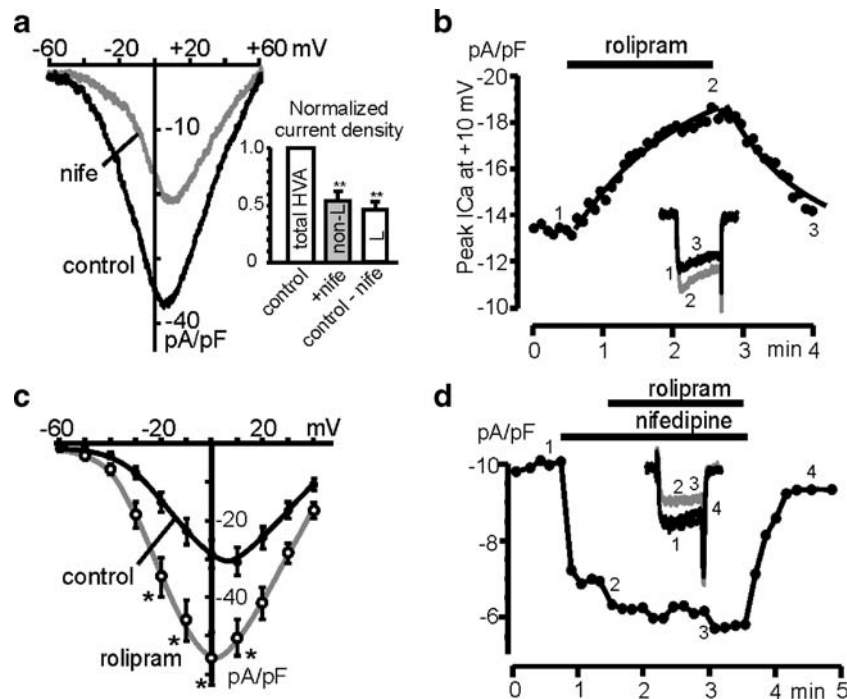 a
-60 -20 +20 +60 mV
-10
nife
control
-40
pA/pF
Normalized
current density
1.0
0.5
0
total HVA
non-L
L
**
**
control
+nife
control - nife
b
pA/pF
rolipram
-20
-18
-16
-14
-12
-10
Peak ICa at +10 mV
1
2
3
1
2
3
0 1 2 3 min 4
c
-60 -20 20 mV
-20
-40
control
rolipram
pA/pF
* * * *
d
rolipram
nifedipine
pA/pF
-10
-8
-6
1
2
3
4
2 3
1
4
0 1 2 3 4 min 5